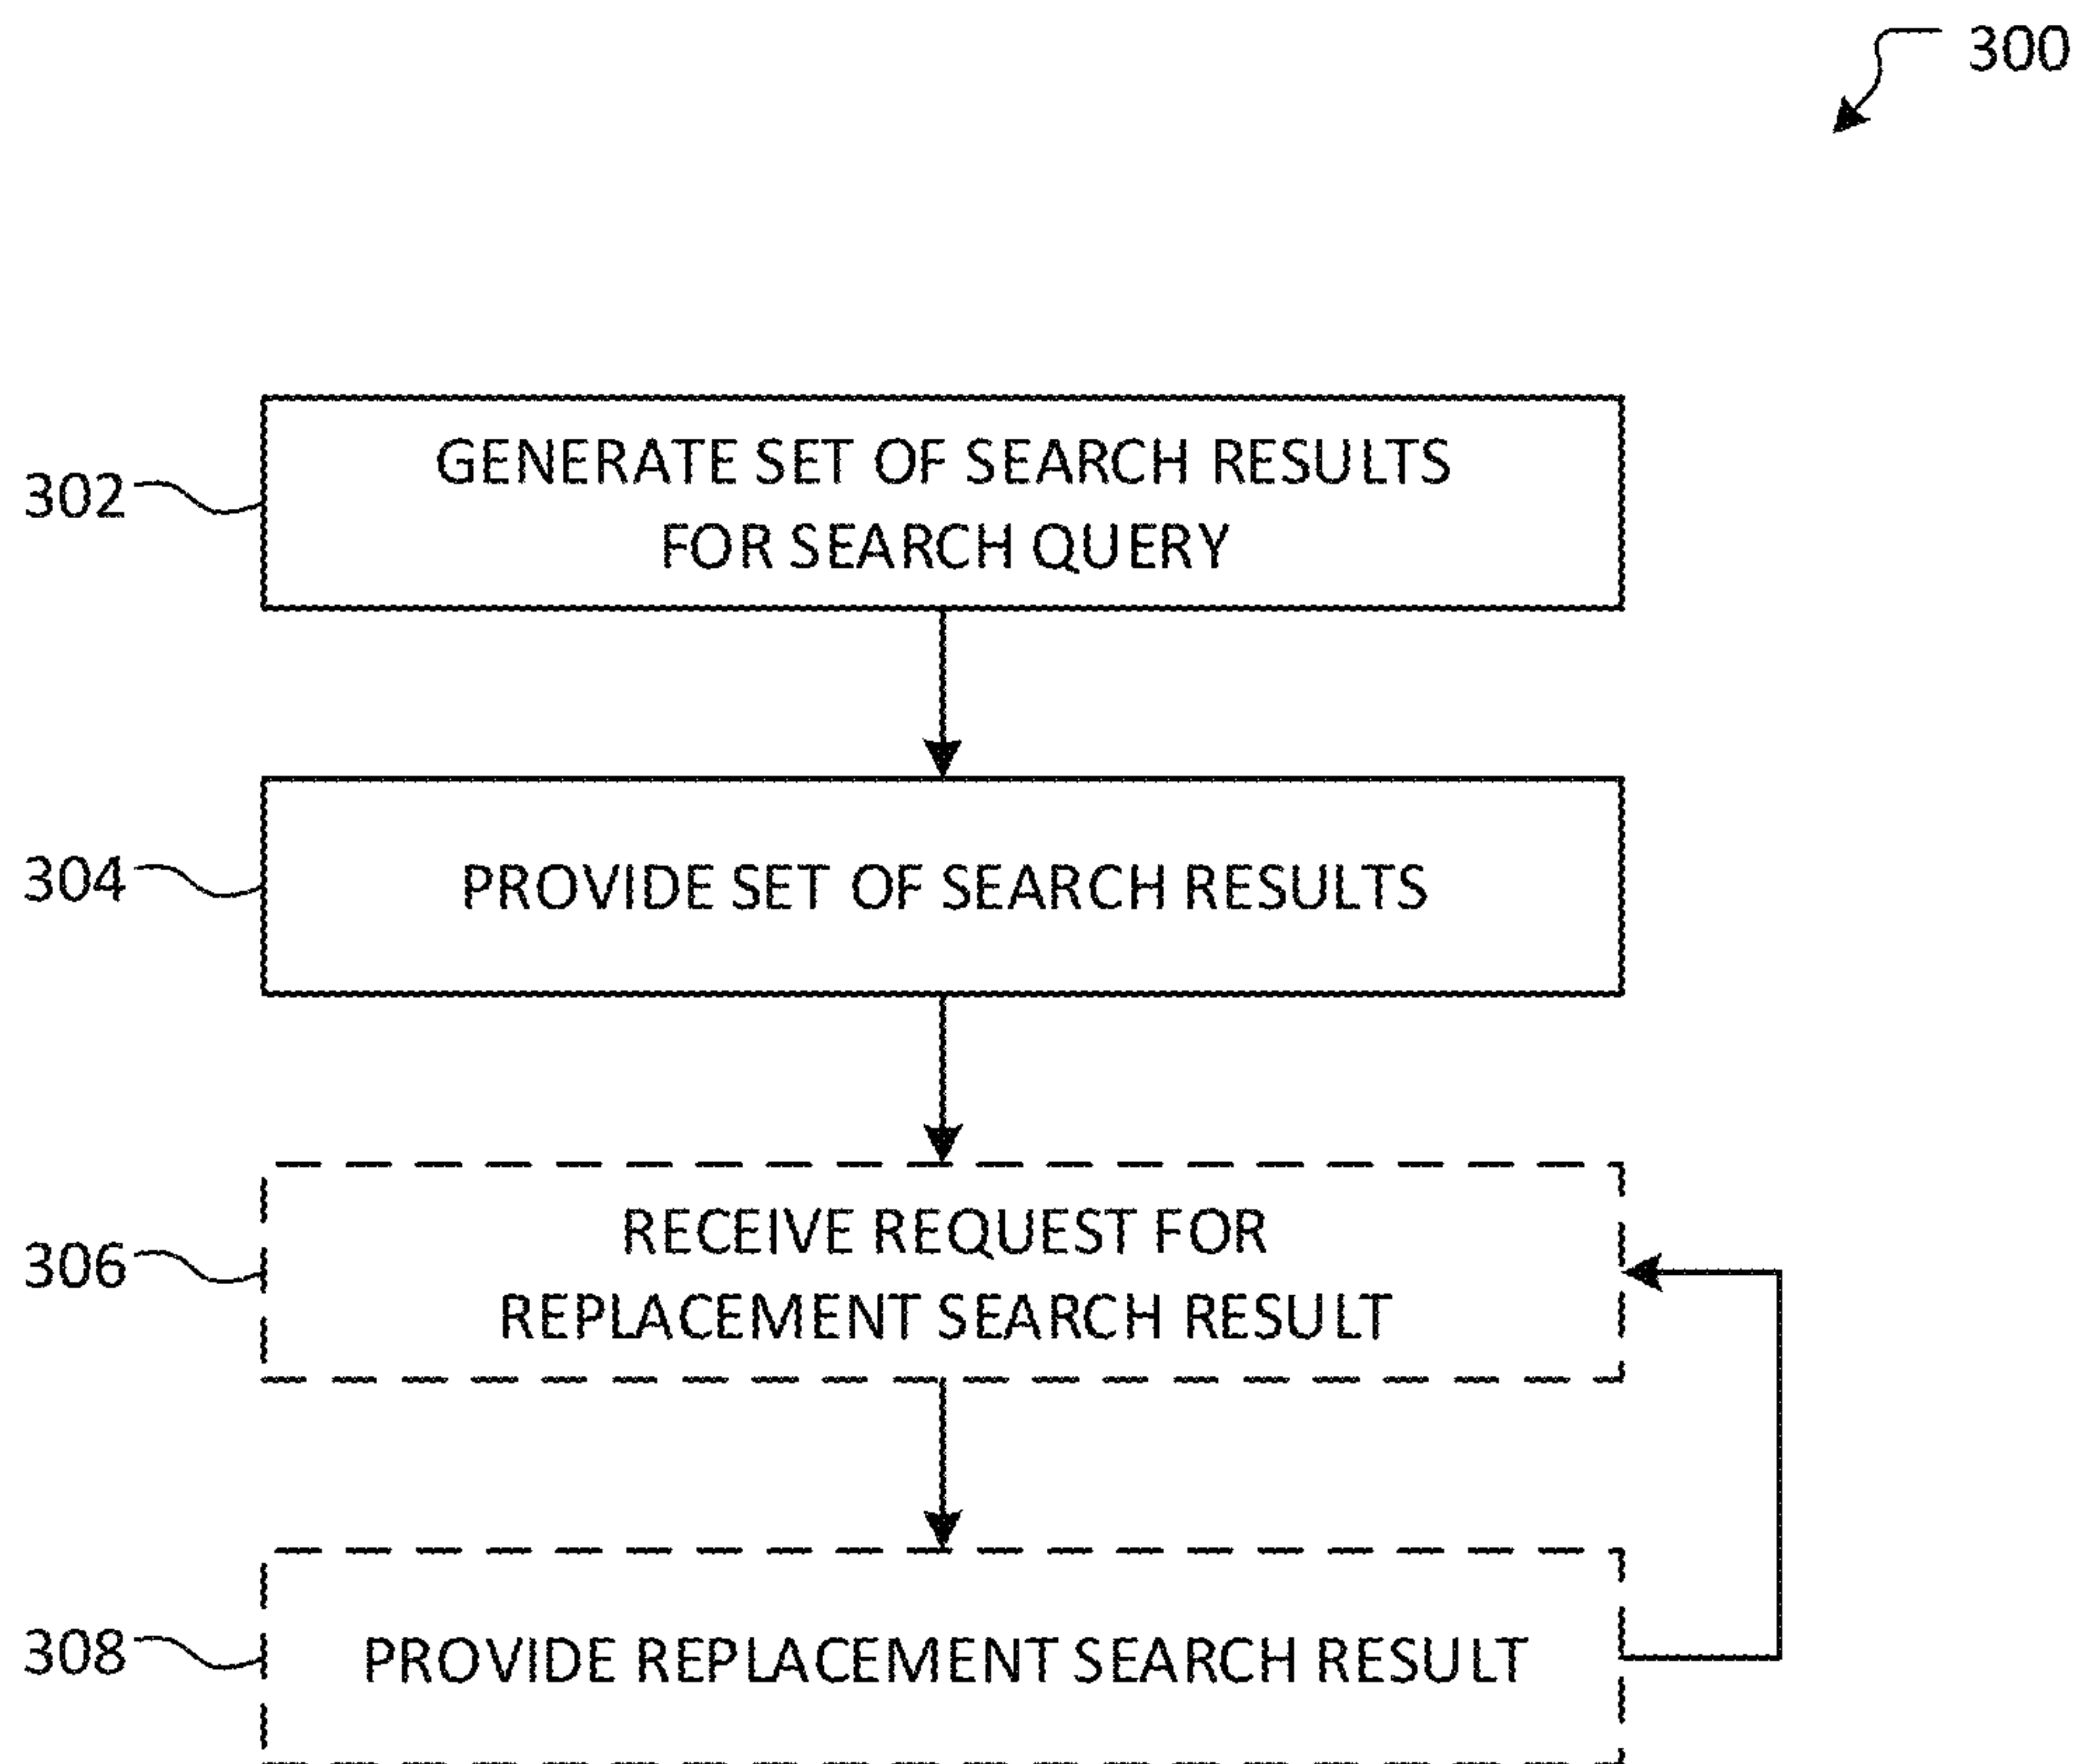 300
302
GENERATE SET OF SEARCH RESULTS
FOR SEARCH QUERY
304
PROVIDE SET OF SEARCH RESULTS
306
RECEIVE REQUEST FOR
REPLACEMENT SEARCH RESULT
308
PROVIDE REPLACEMENT SEARCH RESULT